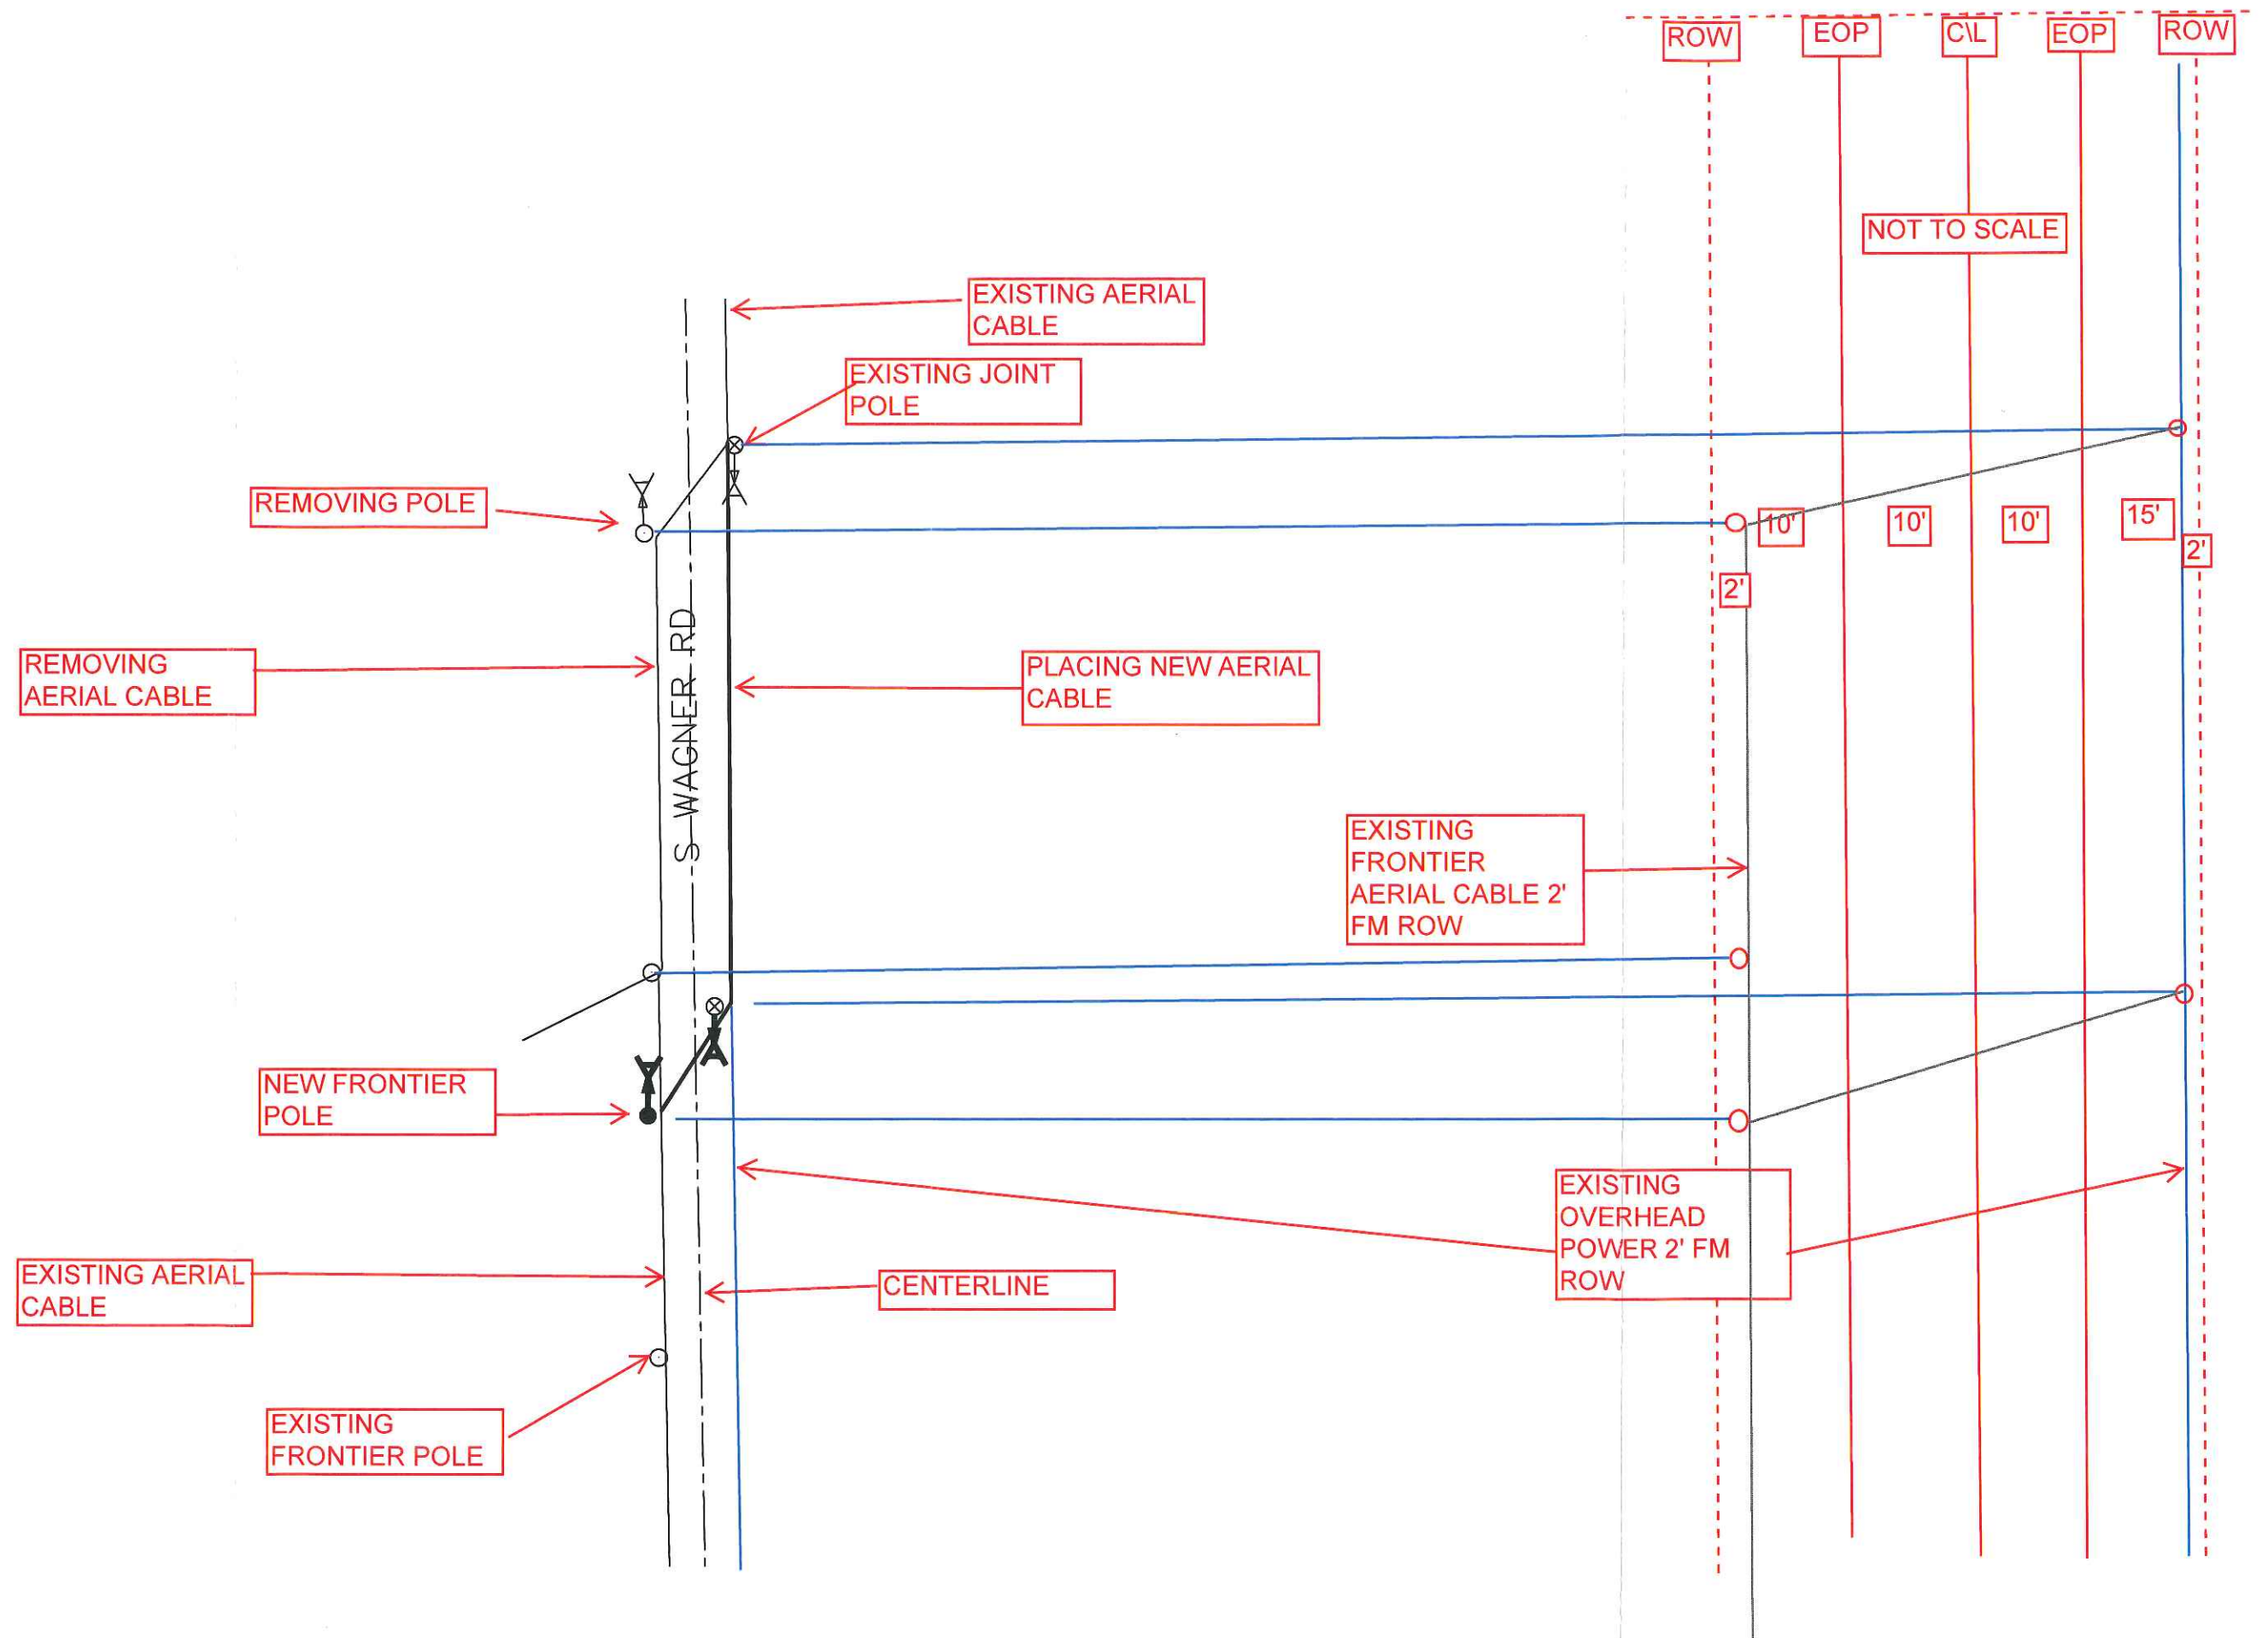 ROW
EOP
C\L
EOP
ROW
NOT TO SCALE
EXISTING AERIAL
CABLE
EXISTING JOINT
POLE
REMOVING POLE
10'
10'
10'
15'
2'
2'
S WAGNER RD
REMOVING
AERIAL CABLE
PLACING NEW AERIAL
CABLE
EXISTING
FRONTIER
AERIAL CABLE 2'
FM ROW
NEW FRONTIER
POLE
EXISTING
OVERHEAD
POWER 2' FM
ROW
EXISTING AERIAL
CABLE
CENTERLINE
EXISTING
FRONTIER POLE